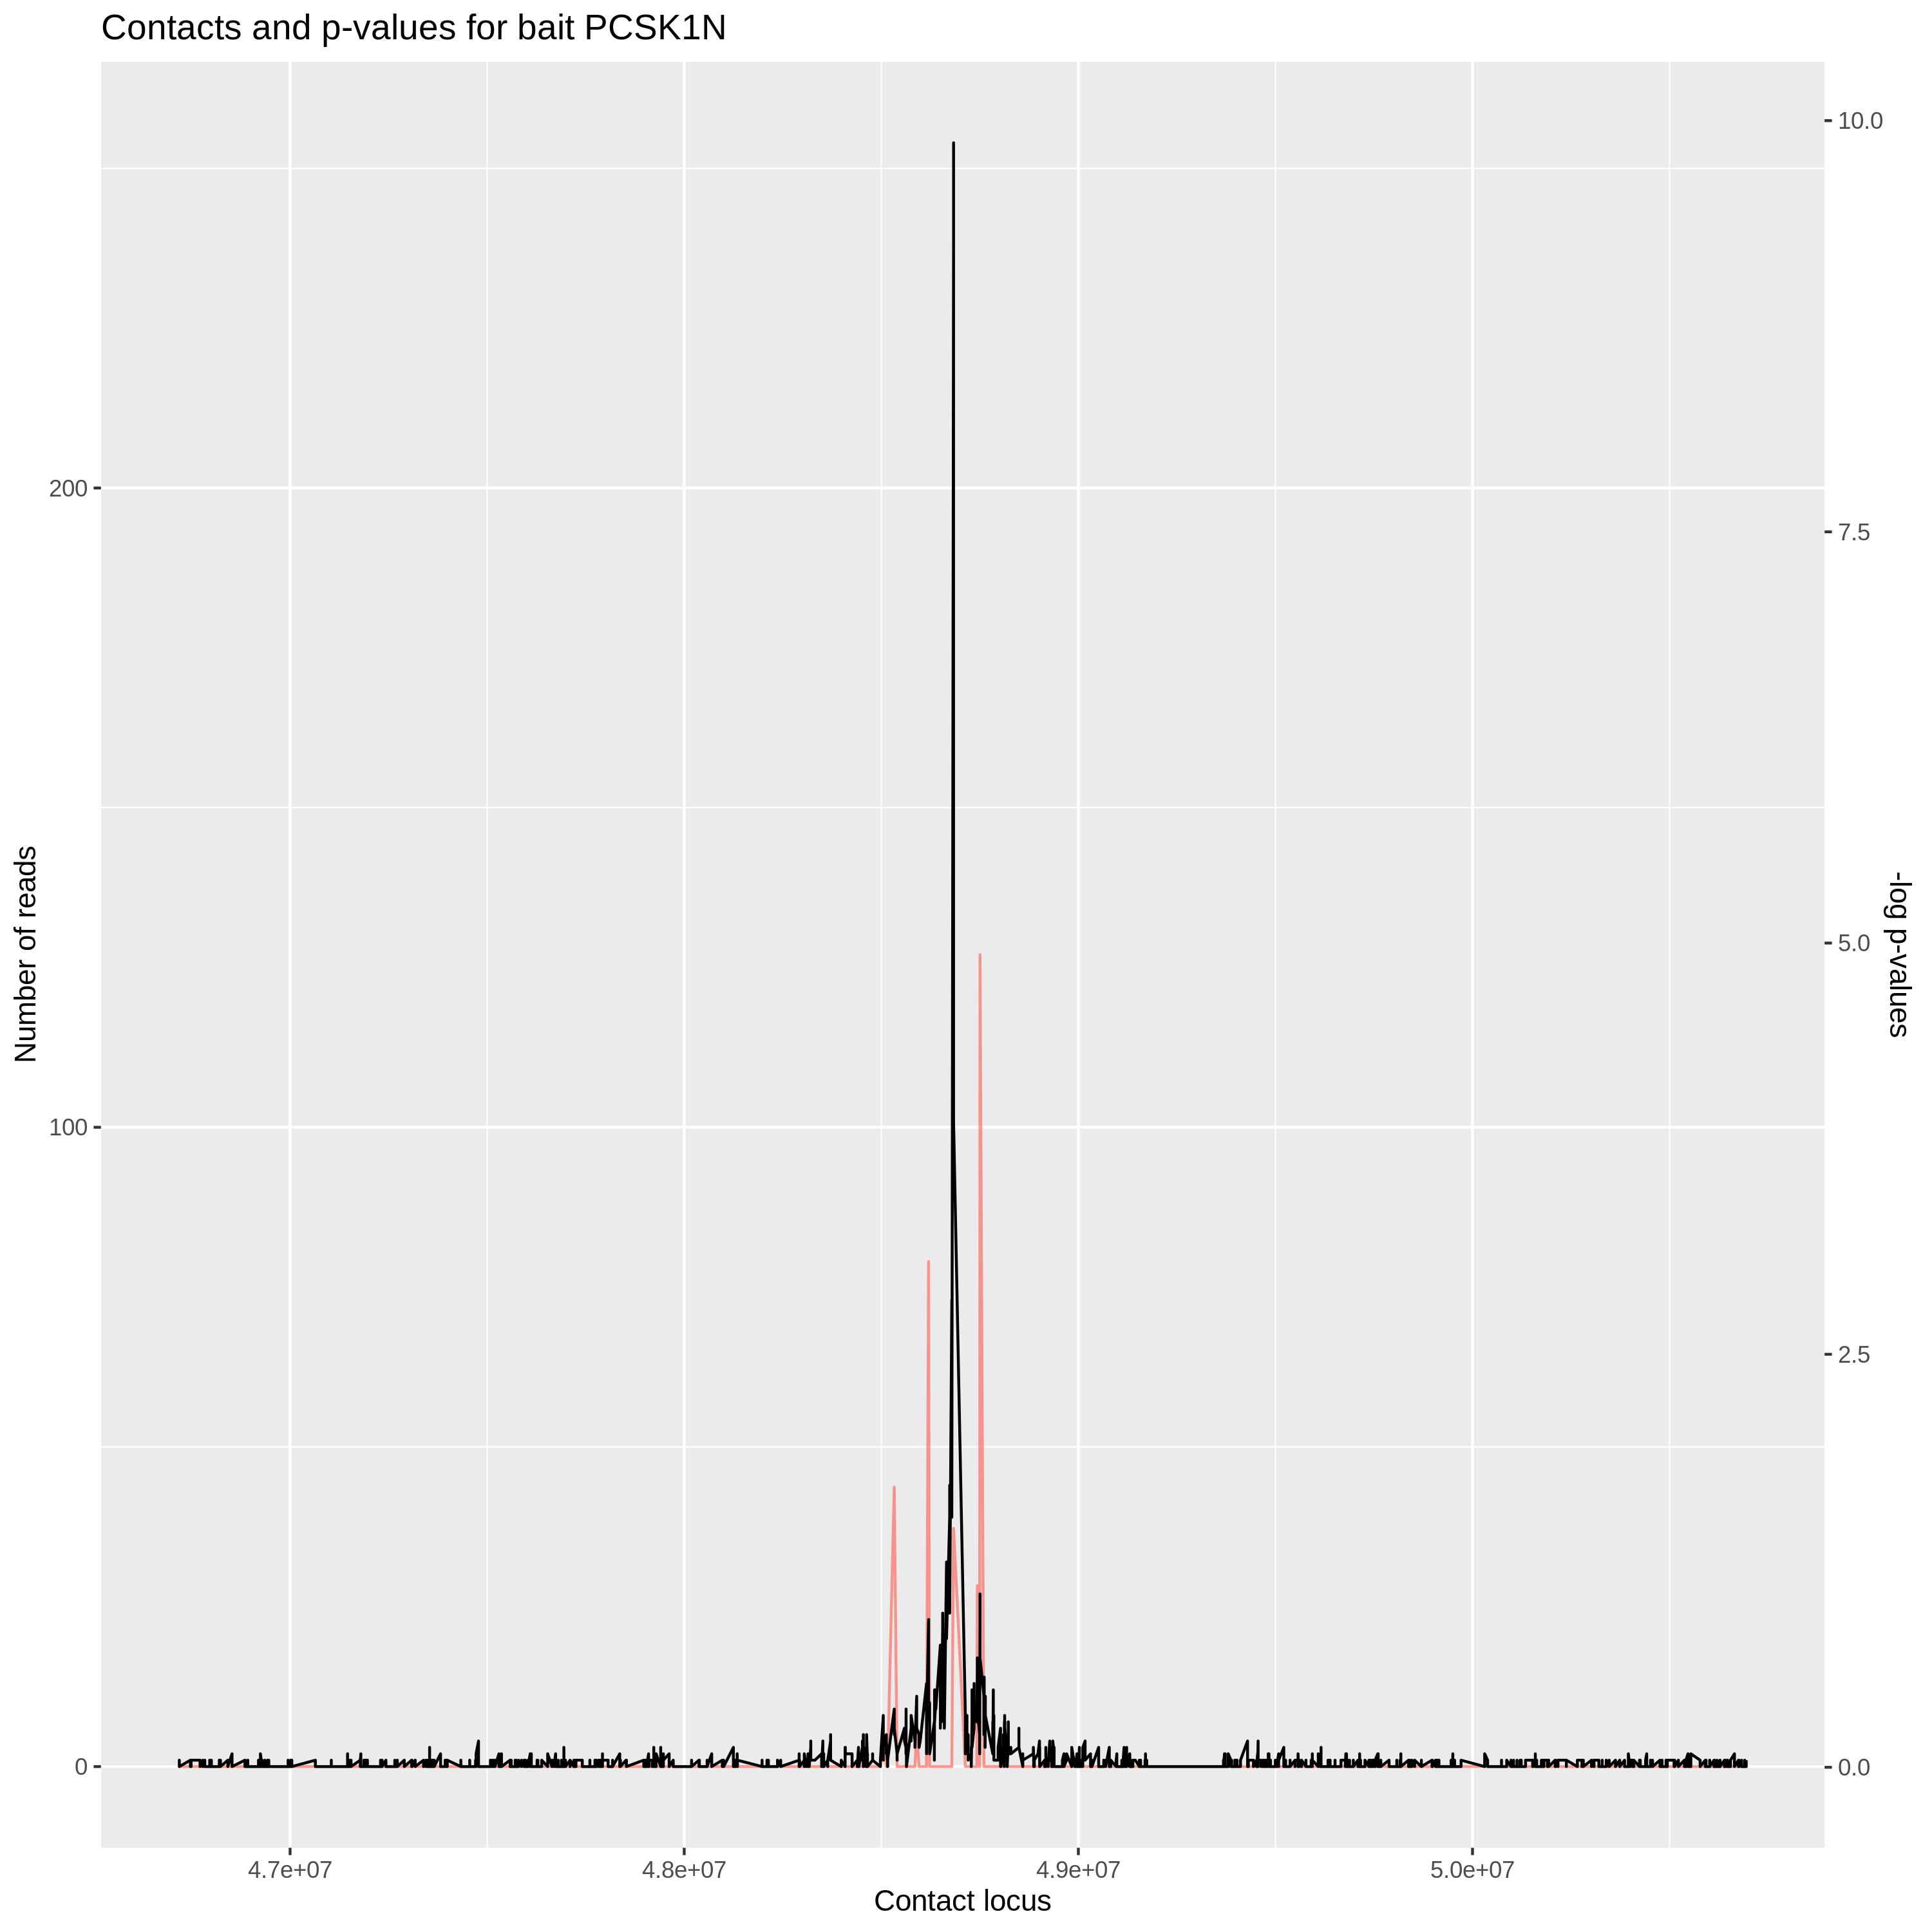 Contacts and p-values for bait PCSK1N
10.0
200
7.5
Number of reads
5.0
-log p-values
100
2.5
0
0.0
4.7e+07
4.8e+07
4.9e+07
5.0e+07
Contact locus